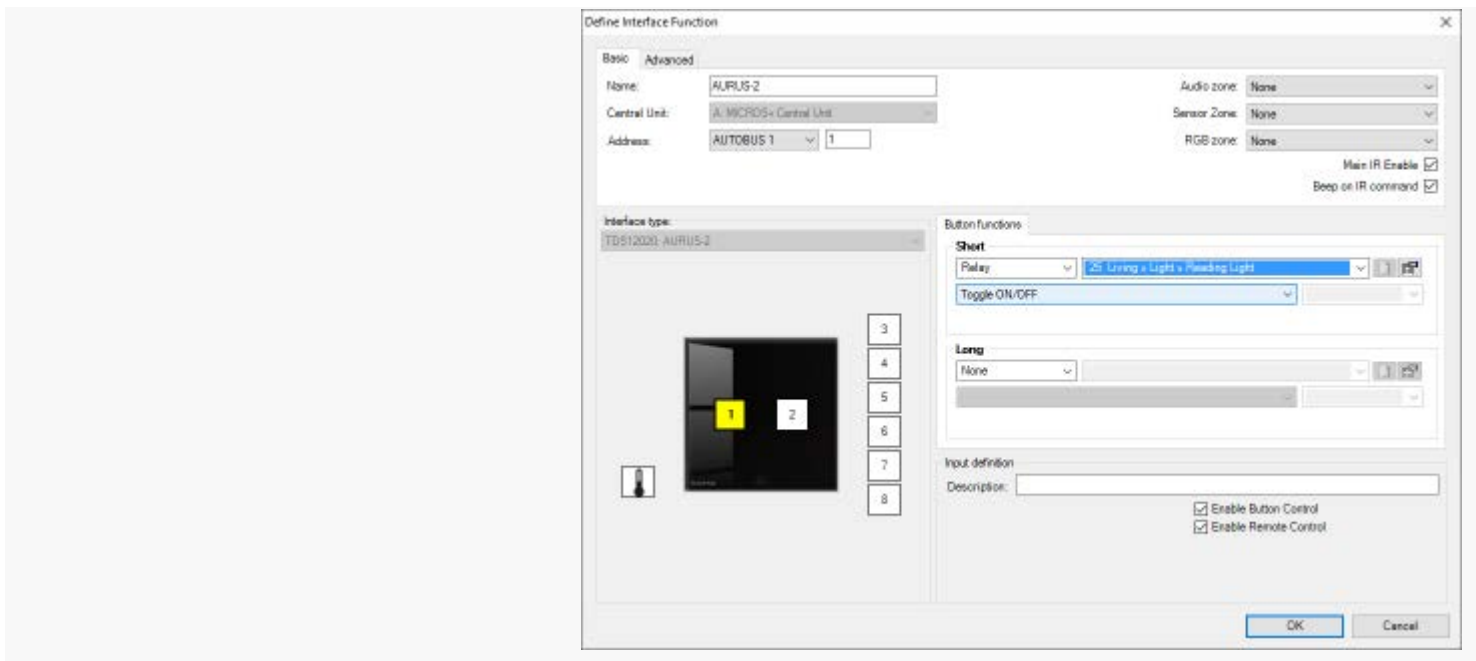 Define Interface Function
Basic Advanced
Name: AURUS-2
Audio zone: None
Central Unit: A: MICROS+ Central Unit
Sensor Zone: None
Address: AUTOBUS 1 1
RGB zone: None
Main IR Enable
Beep on IR command
Interface type:
TDS12020: AURUS-2
Button functions
Short
Relay 25: Living » Light » Reading Light
Toggle ON/OFF
Long
None
3
4
5
6
7
8
1 2
Input definition
Description:
Enable Button Control
Enable Remote Control
OK Cancel